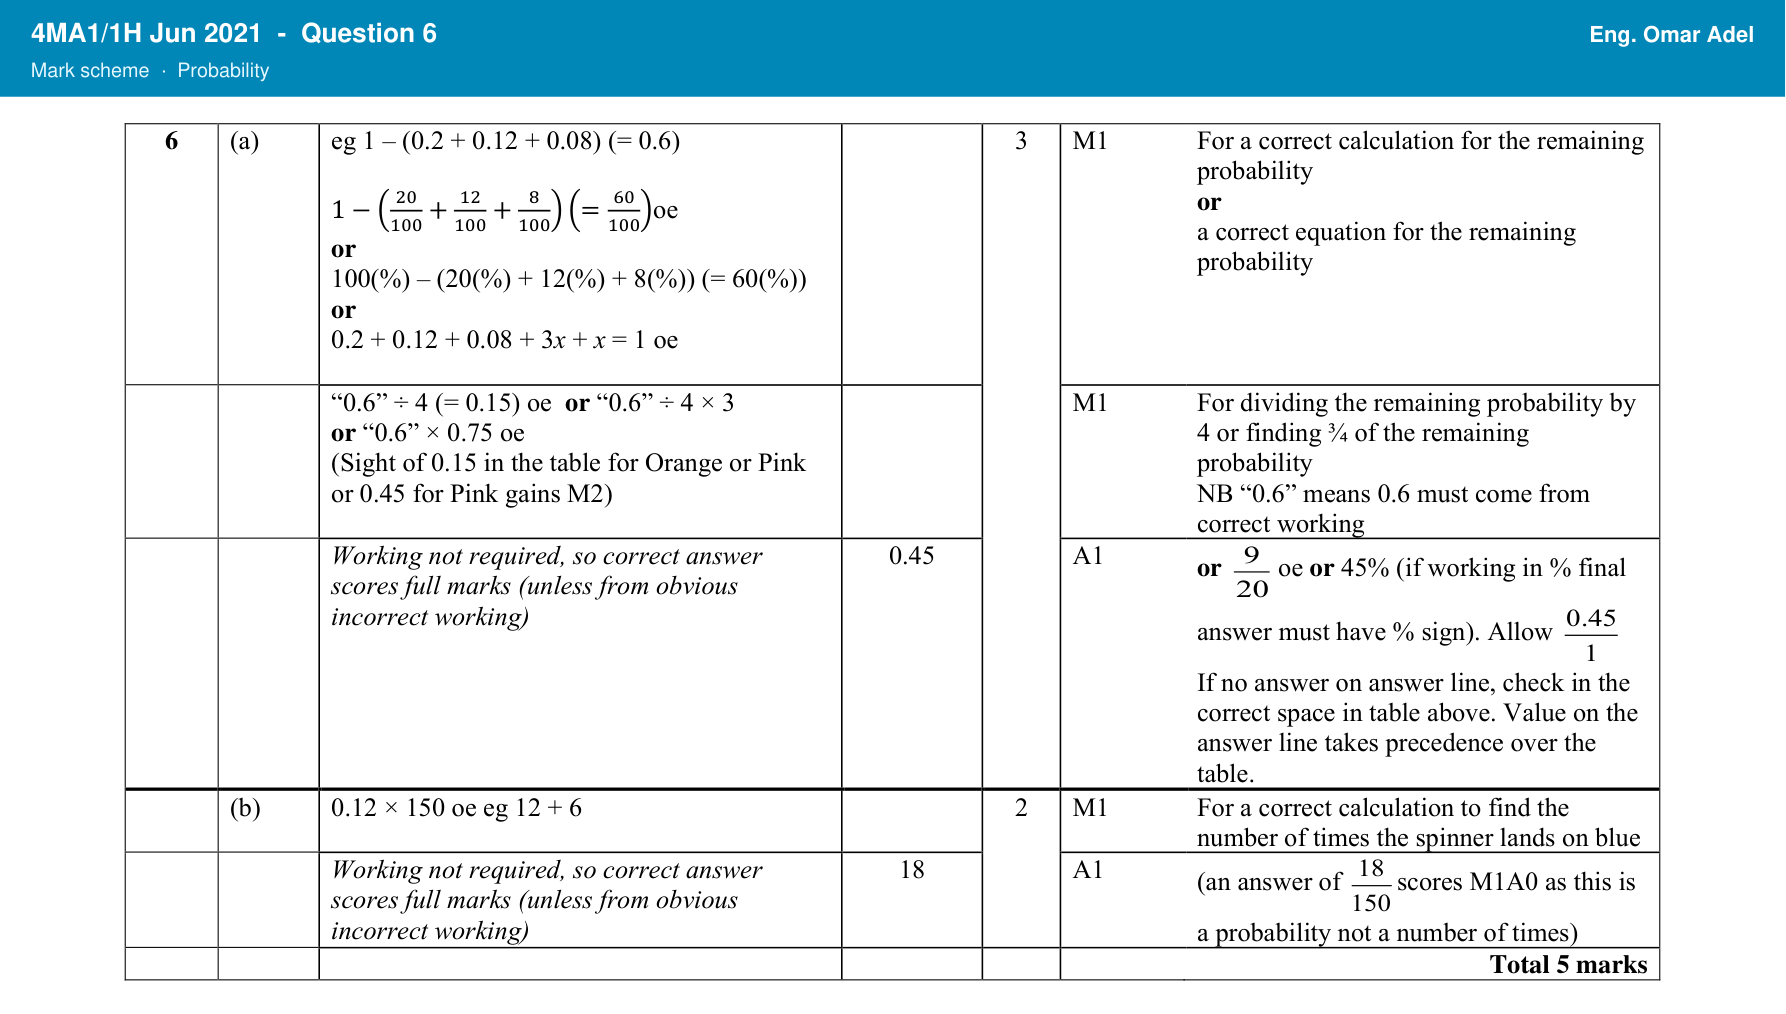 4MA1/1H Jun 2021 - Question 6
Eng. Omar Adel
Mark scheme · Probability
6 (a) eg 1 – (0.2 + 0.12 + 0.08) (= 0.6) 3 M1 For a correct calculation for the remaining
probability
1 − (20/100 + 12/100 + 8/100) (= 60/100)oe
or
or
a correct equation for the remaining
100(%) – (20(%) + 12(%) + 8(%)) (= 60(%))
probability
or
0.2 + 0.12 + 0.08 + 3x + x = 1 oe
“0.6” ÷ 4 (= 0.15) oe or “0.6” ÷ 4 × 3
or “0.6” × 0.75 oe
(Sight of 0.15 in the table for Orange or Pink
or 0.45 for Pink gains M2)
M1 For dividing the remaining probability by
4 or finding ¾ of the remaining
probability
NB “0.6” means 0.6 must come from
correct working
Working not required, so correct answer
scores full marks (unless from obvious
incorrect working)
0.45
A1 or 9/20 oe or 45% (if working in % final
answer must have % sign). Allow 0.45/1
If no answer on answer line, check in the
correct space in table above. Value on the
answer line takes precedence over the
table.
(b) 0.12 × 150 oe eg 12 + 6 2 M1 For a correct calculation to find the
number of times the spinner lands on blue
Working not required, so correct answer
scores full marks (unless from obvious
incorrect working)
18
A1 (an answer of 18/150 scores M1A0 as this is
a probability not a number of times)
Total 5 marks